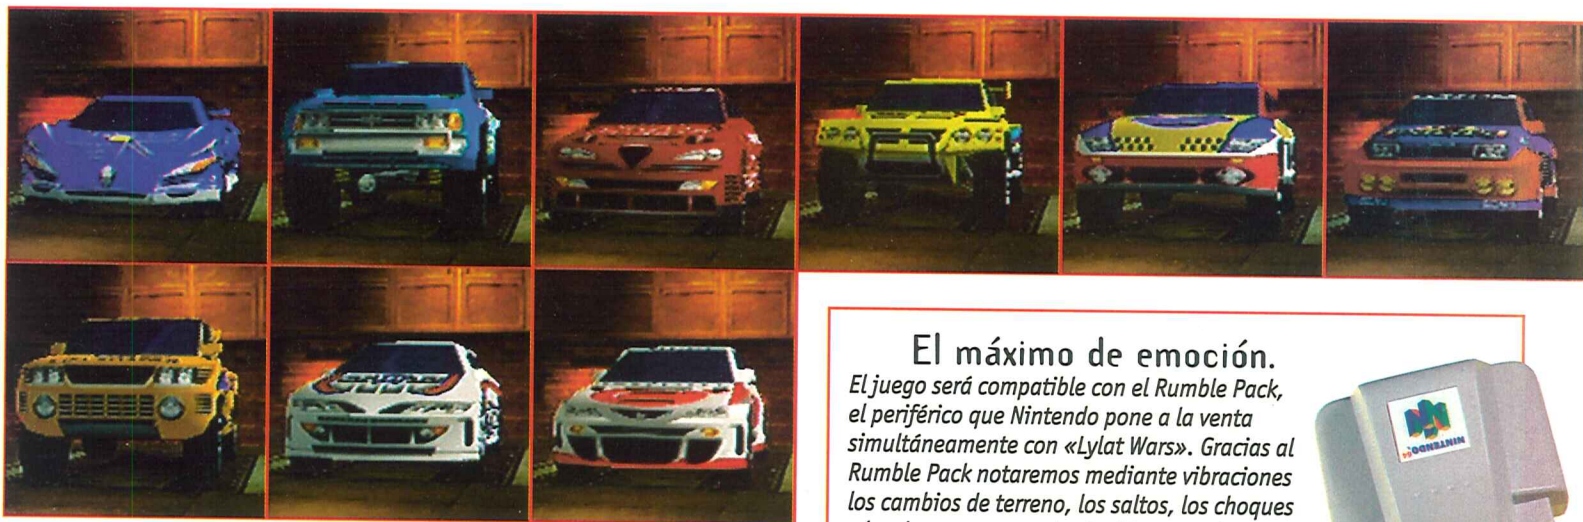 El máximo de emoción.
El juego será compatible con el Rumble Pack,
el periférico que Nintendo pone a la venta
simultáneamente con «Lylat Wars». Gracias al
Rumble Pack notaremos mediante vibraciones
los cambios de terreno, los saltos, los choques
NINTENDO64